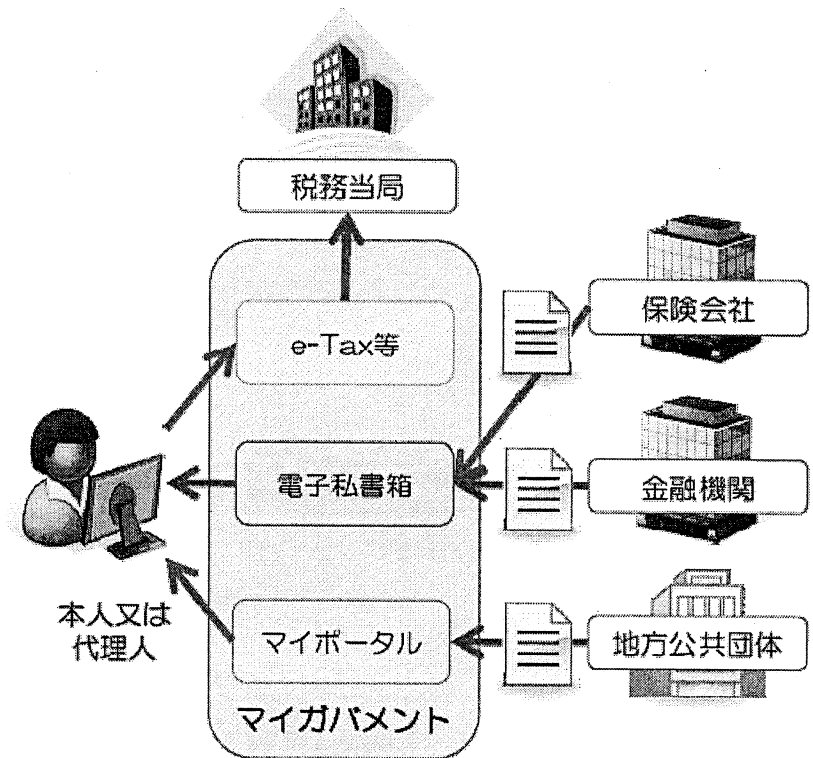 税務当局
e-Tax等
保険会社
電子私書箱
金融機関
本人又は
代理人
マイポータル
地方公共団体
マイガバメント